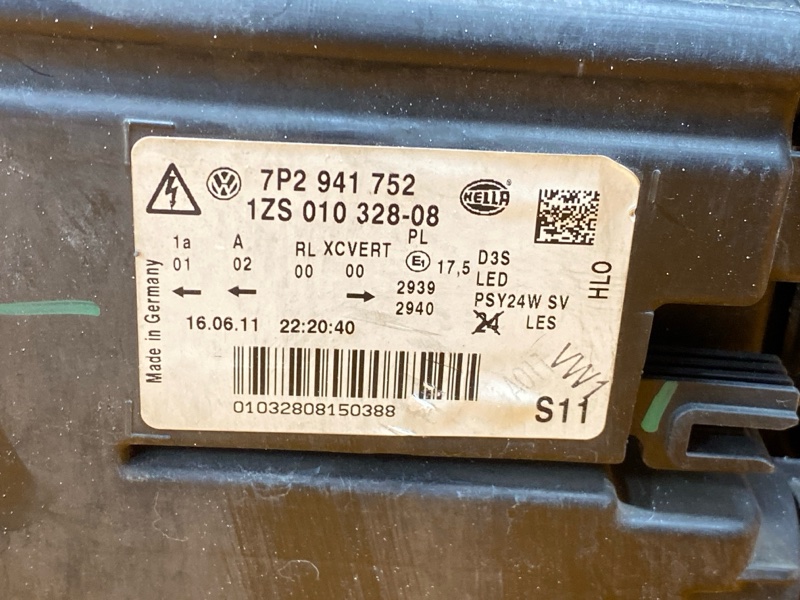 7P2 941 752
1ZS 010 328-08
HELLA
1a A RL XCVERT PL
01 02 00 00 E1 17,5
D3S
LED
PSY24W SV
24 LES
2939
2940
16.06.11 22:20:40
01032808150388
S11
Made in Germany
HLO
VW1